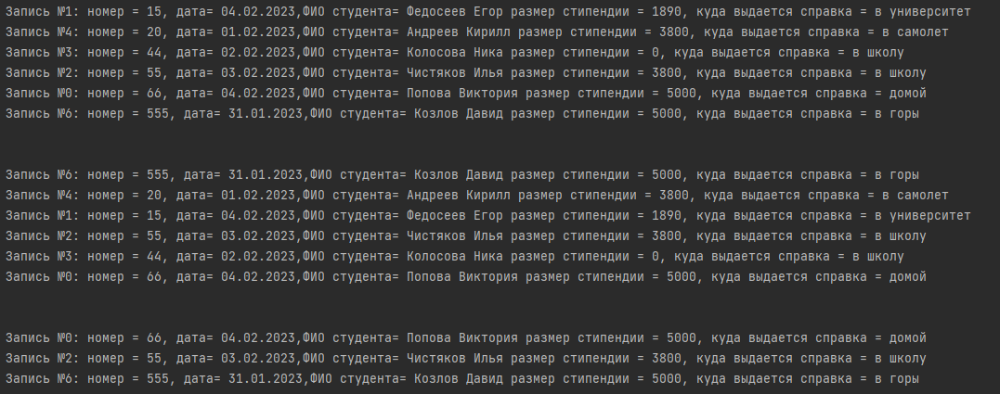 Запись №1: номер = 15, дата= 04.02.2023,ФИО студента= Федосеев Егор размер стипендии = 1890, куда выдается справка = в университет
Запись №4: номер = 20, дата= 01.02.2023,ФИО студента= Андреев Кирилл размер стипендии = 3800, куда выдается справка = в самолет
Запись №3: номер = 44, дата= 02.02.2023,ФИО студента= Колосова Ника размер стипендии = 0, куда выдается справка = в школу
Запись №2: номер = 55, дата= 03.02.2023,ФИО студента= Чистяков Илья размер стипендии = 3800, куда выдается справка = в школу
Запись №0: номер = 66, дата= 04.02.2023,ФИО студента= Попова Виктория размер стипендии = 5000, куда выдается справка = домой
Запись №6: номер = 555, дата= 31.01.2023,ФИО студента= Козлов Давид размер стипендии = 5000, куда выдается справка = в горы
Запись №6: номер = 555, дата= 31.01.2023,ФИО студента= Козлов Давид размер стипендии = 5000, куда выдается справка = в горы
Запись №4: номер = 20, дата= 01.02.2023,ФИО студента= Андреев Кирилл размер стипендии = 3800, куда выдается справка = в самолет
Запись №1: номер = 15, дата= 04.02.2023,ФИО студента= Федосеев Егор размер стипендии = 1890, куда выдается справка = в университет
Запись №2: номер = 55, дата= 03.02.2023,ФИО студента= Чистяков Илья размер стипендии = 3800, куда выдается справка = в школу
Запись №3: номер = 44, дата= 02.02.2023,ФИО студента= Колосова Ника размер стипендии = 0, куда выдается справка = в школу
Запись №0: номер = 66, дата= 04.02.2023,ФИО студента= Попова Виктория размер стипендии = 5000, куда выдается справка = домой
Запись №0: номер = 66, дата= 04.02.2023,ФИО студента= Попова Виктория размер стипендии = 5000, куда выдается справка = домой
Запись №2: номер = 55, дата= 03.02.2023,ФИО студента= Чистяков Илья размер стипендии = 3800, куда выдается справка = в школу
Запись №6: номер = 555, дата= 31.01.2023,ФИО студента= Козлов Давид размер стипендии = 5000, куда выдается справка = в горы